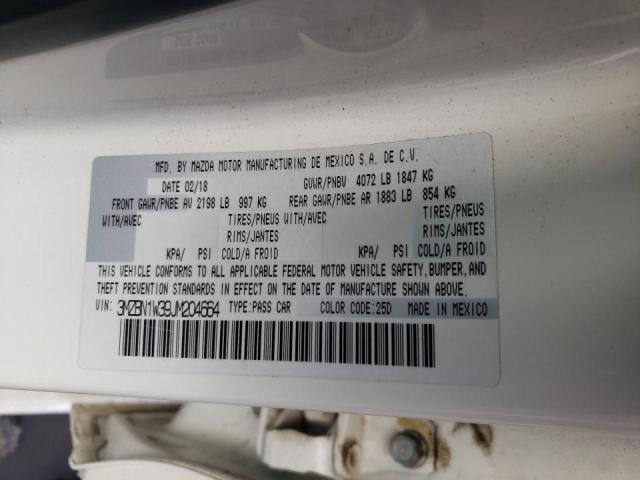 MFD. BY MAZDA MOTOR MANUFACTURING DE MEXICO S.A. DE C.V.
DATE 02/18 GVWR/PNBV 4072 LB 1847 KG
FRONT GAWR/PNBE AV 2198 LB 997 KG REAR GAWR/PNBE AR 1883 LB 854 KG
WITH/AVEC TIRES/PNEUS WITH/AVEC TIRES/PNEUS
RIMS/JANTES RIMS/JANTES
KPA/ PSI COLD/A FROID KPA/ PSI COLD/A FROID
THIS VEHICLE CONFORMS TO ALL APPLICABLE FEDERAL MOTOR VEHICLE SAFETY, BUMPER, AND
THEFT PREVENTION STANDARDS IN EFFECT ON THE DATE OF MANUFACTURE SHOWN ABOVE.
VIN: 3MZBN1W39JM204664 TYPE:PASS CAR COLOR CODE:25D MADE IN MEXICO